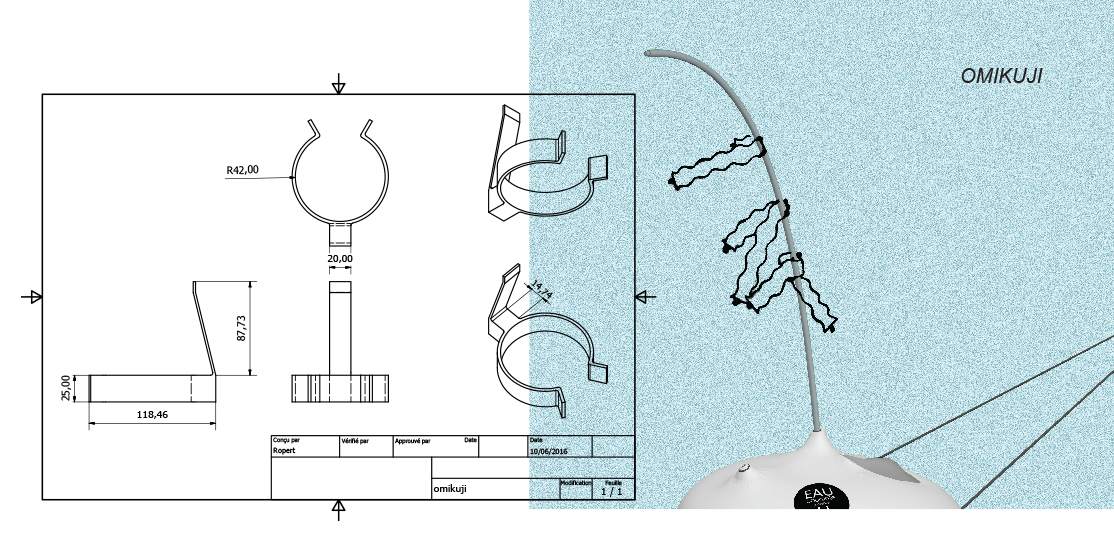 OMIKUJI
R42,00
20,00
14,74
87,73
25,00
118,46
Conçu par
Ropert
Vérifié par
Approuvé par
Date
Date
10/06/2016
omikuji
Modification
Feuille
1 / 1
EAU